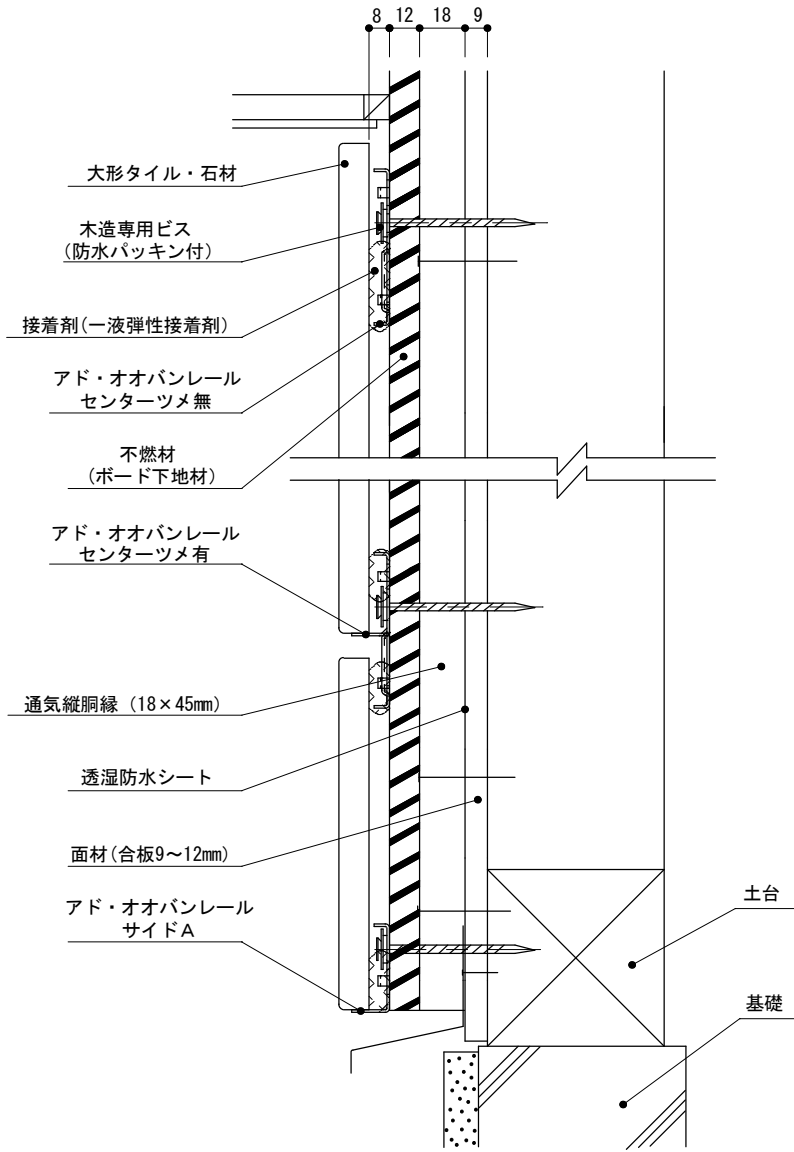 8 12 18 9
大形タイル・石材
木造専用ビス
(防水パッキン付)
接着剤(一液弾性接着剤)
アド・オオバンレール
センターツメ無
不燃材
(ボード下地材)
アド・オオバンレール
センターツメ有
通気縦胴縁 (18×45mm)
透湿防水シート
面材(合板9～12mm)
アド・オオバンレール
サイドA
土台
基礎